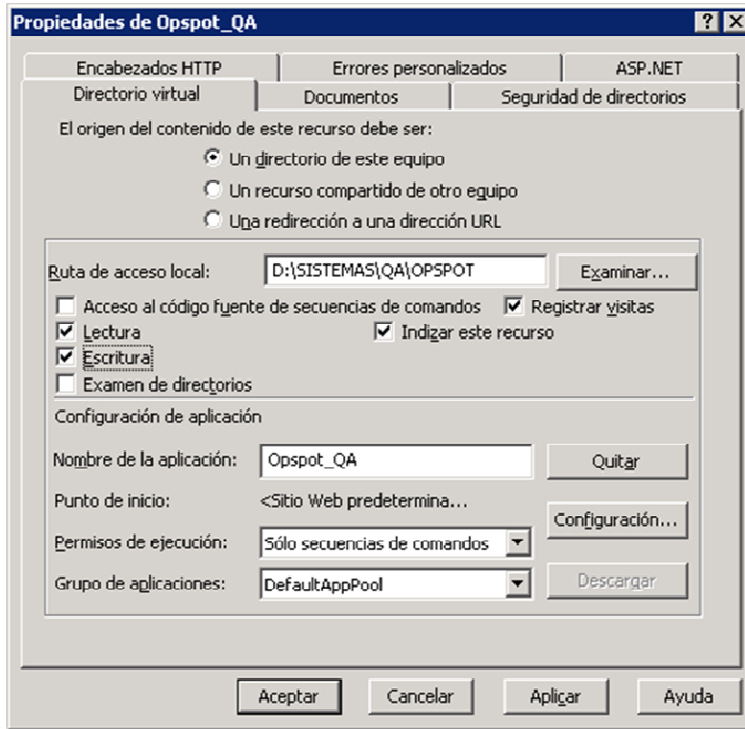 Propiedades de Opspot_QA
Encabezados HTTP Errores personalizados ASP.NET
Directorio virtual Documentos Seguridad de directorios
El origen del contenido de este recurso debe ser:
Un directorio de este equipo
Un recurso compartido de otro equipo
Una redirección a una dirección URL
Ruta de acceso local: D:\SISTEMAS\QA\OPSPOT Examinar...
Acceso al código fuente de secuencias de comandos Registrar visitas
Lectura Indizar este recurso
Escritura
Examen de directorios
Configuración de aplicación
Nombre de la aplicación: Opspot_QA Quitar
Punto de inicio: <Sitio Web predetermina...
Configuración...
Permisos de ejecución: Sólo secuencias de comandos
Grupo de aplicaciones: DefaultAppPool Descargar
Aceptar Cancelar Aplicar Ayuda